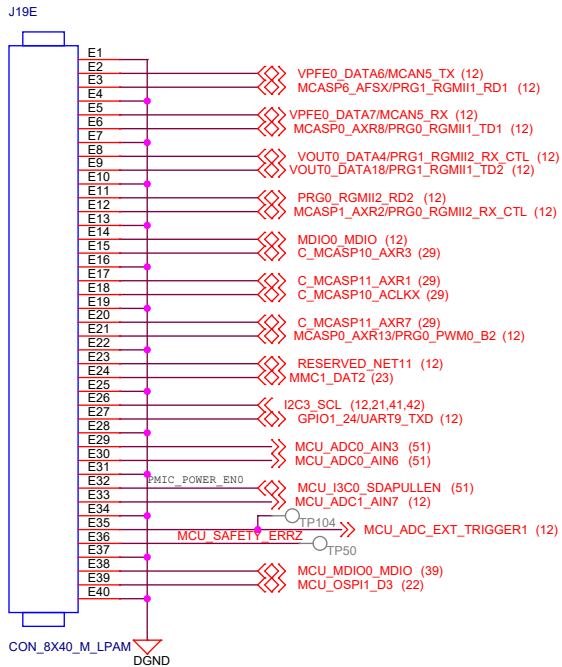 J19E
E1
E2 VPFE0_DATA6/MCAN5_TX (12)
E3 MCASP6_AFSX/PRG1_RGMII1_RD1 (12)
E4
E5 VPFE0_DATA7/MCAN5_RX (12)
E6 MCASP0_AXR8/PRG0_RGMII1_TD1 (12)
E7
E8 VOUT0_DATA4/PRG1_RGMII2_RX_CTL (12)
E9 VOUT0_DATA18/PRG1_RGMII1_TD2 (12)
E10
E11 PRG0_RGMII2_RD2 (12)
E12 MCASP1_AXR2/PRG0_RGMII2_RX_CTL (12)
E13
E14 MDIO0_MDIO (12)
E15 C_MCASP10_AXR3 (29)
E16
E17 C_MCASP11_AXR1 (29)
E18 C_MCASP10_ACLKX (29)
E19
E20 C_MCASP11_AXR7 (29)
E21 MCASP0_AXR13/PRG0_PWM0_B2 (12)
E22
E23 RESERVED_NET11 (12)
E24 MMC1_DAT2 (23)
E25
E26 I2C3_SCL (12,21,41,42)
E27 GPIO1_24/UART9_TXD (12)
E28
E29 MCU_ADC0_AIN3 (51)
E30 MCU_ADC0_AIN6 (51)
E31
E32 PMIC_POWER_EN0 MCU_I3C0_SDAPULLEN (51)
E33 MCU_ADC1_AIN7 (12)
E34 TP104
E35 MCU_ADC_EXT_TRIGGER1 (12)
E36 MCU_SAFETY_ERRZ TP50
E37
E38 MCU_MDIO0_MDIO (39)
E39 MCU_OSPI1_D3 (22)
E40
CON_8X40_M_LPAM
DGND